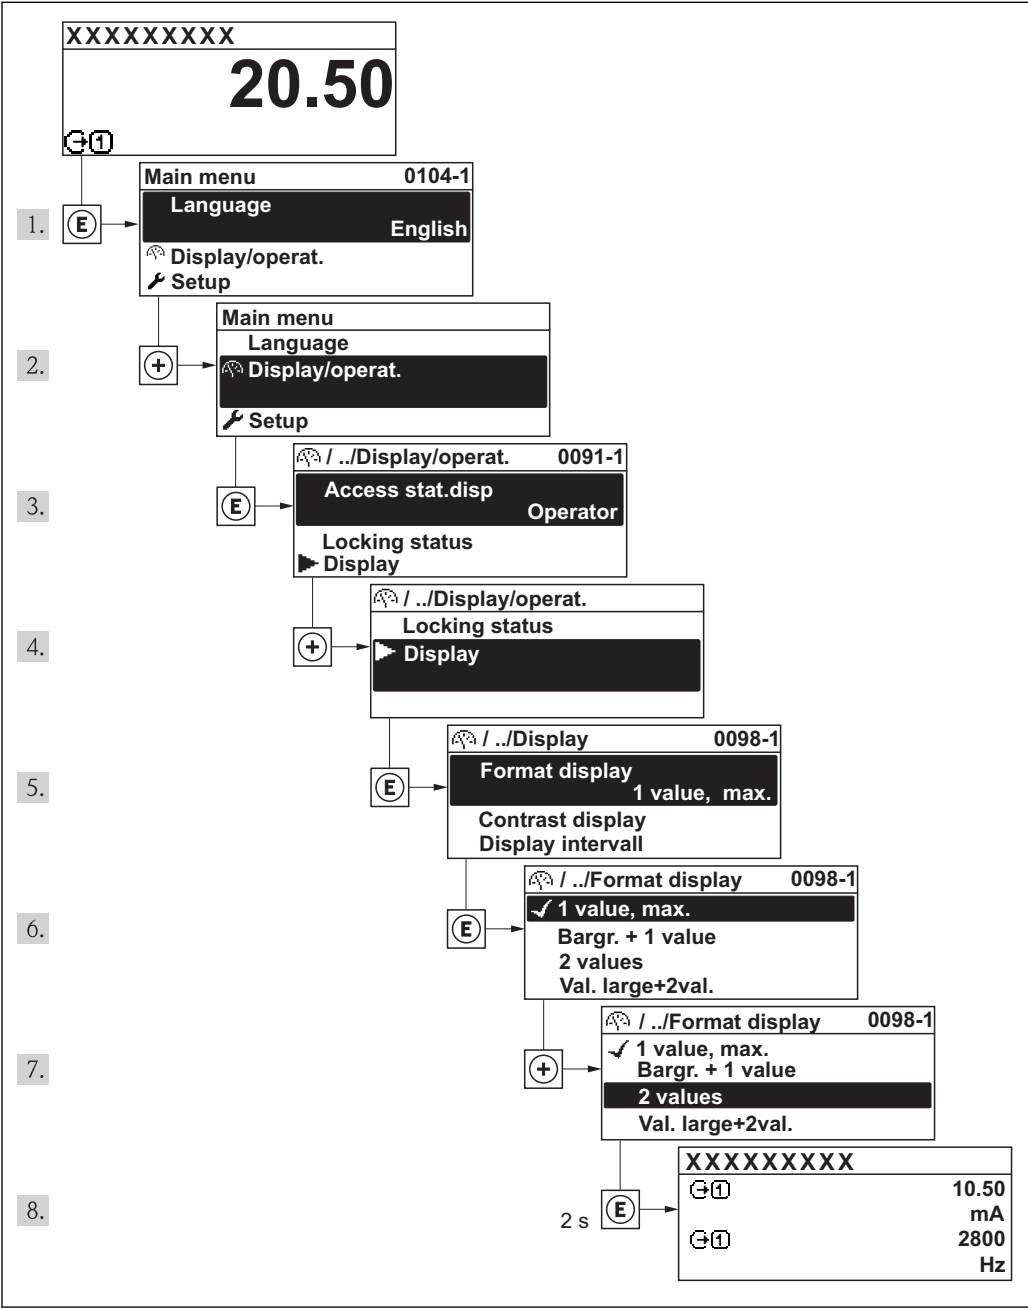 XXXXXXXXX
20.50
1
Main menu 0104-1
Language
English
Display/operat.
Setup
1. E
Main menu
Language
Display/operat.
Setup
2. +
/ ../Display/operat. 0091-1
Access stat.disp
Operator
Locking status
Display
3. E
/ ../Display/operat.
Locking status
Display
4. +
/ ../Display 0098-1
Format display
1 value, max.
Contrast display
Display intervall
5. E
/ ../Format display 0098-1
1 value, max.
Bargr. + 1 value
2 values
Val. large+2val.
6. E
/ ../Format display 0098-1
1 value, max.
Bargr. + 1 value
2 values
Val. large+2val.
7. +
XXXXXXXXX
1 10.50
mA
1 2800
Hz
8. 2 s E